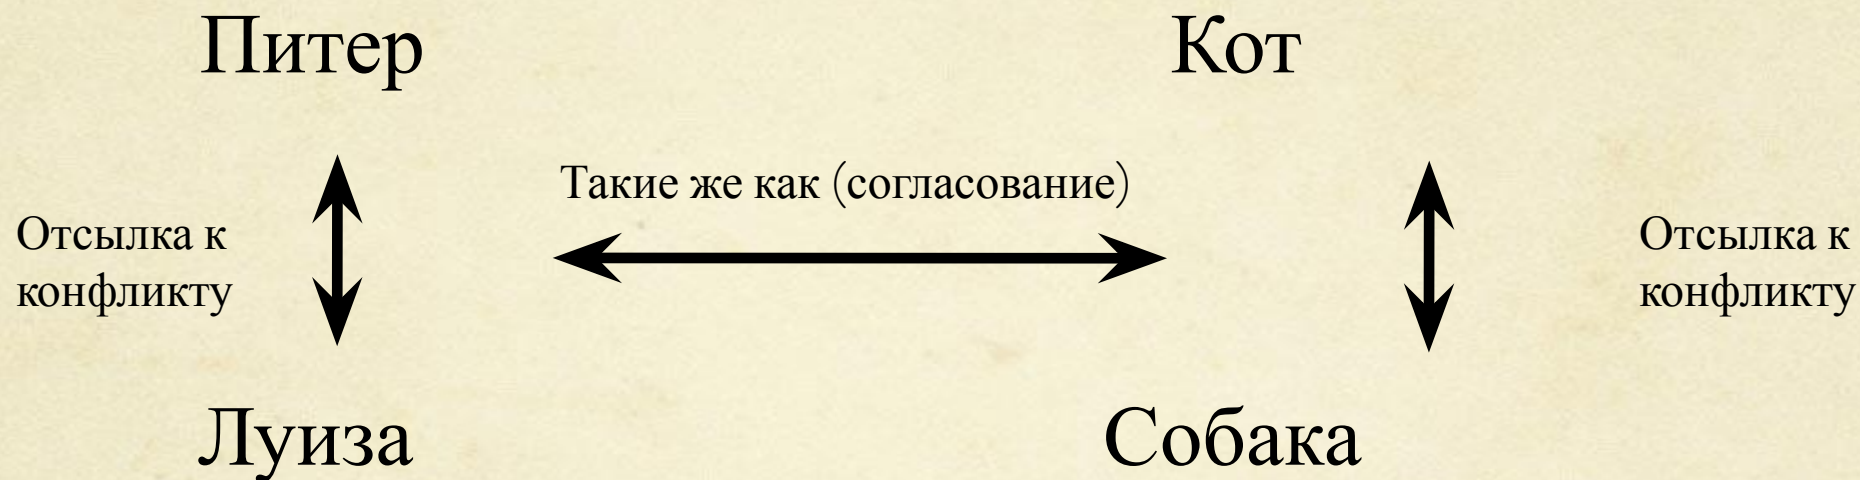 Питер
Кот
Такие же как (согласование)
Отсылка к
конфликту
Отсылка к
конфликту
Луиза
Собака